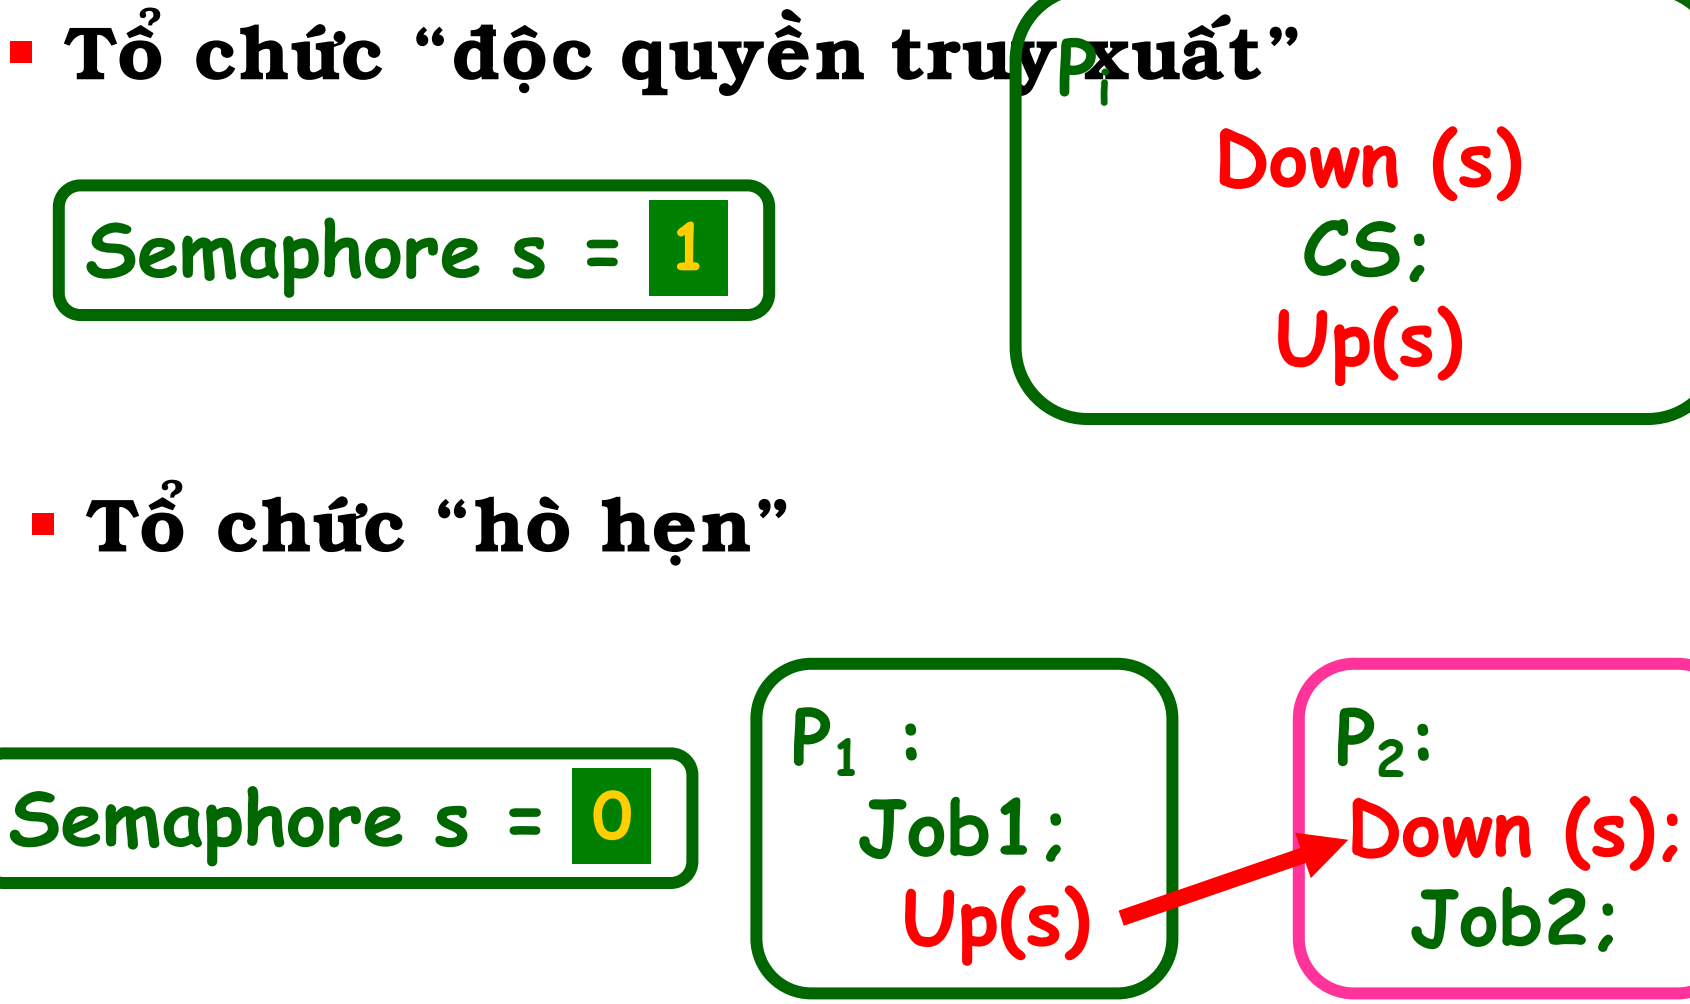 Tổ chức “độc quyền truy xuất”
Pi
Down (s)
CS;
Up(s)
Semaphore s = 1
Tổ chức “hò hẹn”
Semaphore s = 0
P1 :
Job1;
Up(s)
P2:
Down (s);
Job2;